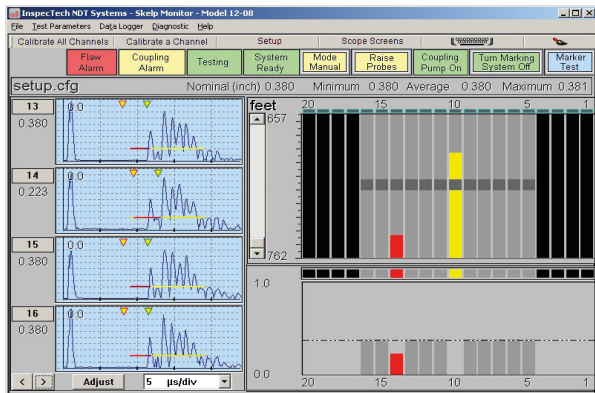 InspecTech NDT Systems - Skelp Monitor - Model 12-08
File Test Parameters Data Logger Diagnostic Help
Calibrate All Channels Calibrate a Channel Setup Scope Screens
Flaw Alarm
Coupling Alarm
Testing
System Ready
Mode Manual
Raise Probes
Coupling Pump On
Turn Marking System Off
Marker Test
setup.cfg Nominal (inch) 0.380 Minimum 0.380 Average 0.380 Maximum 0.381
13
0.380
0.0
14
0.223
0.0
15
0.380
0.0
16
0.380
0.0
< > Adjust 5 µs/div
feet 20 15 10 5 1
657
762
1.0
0.0
20 15 10 5 1